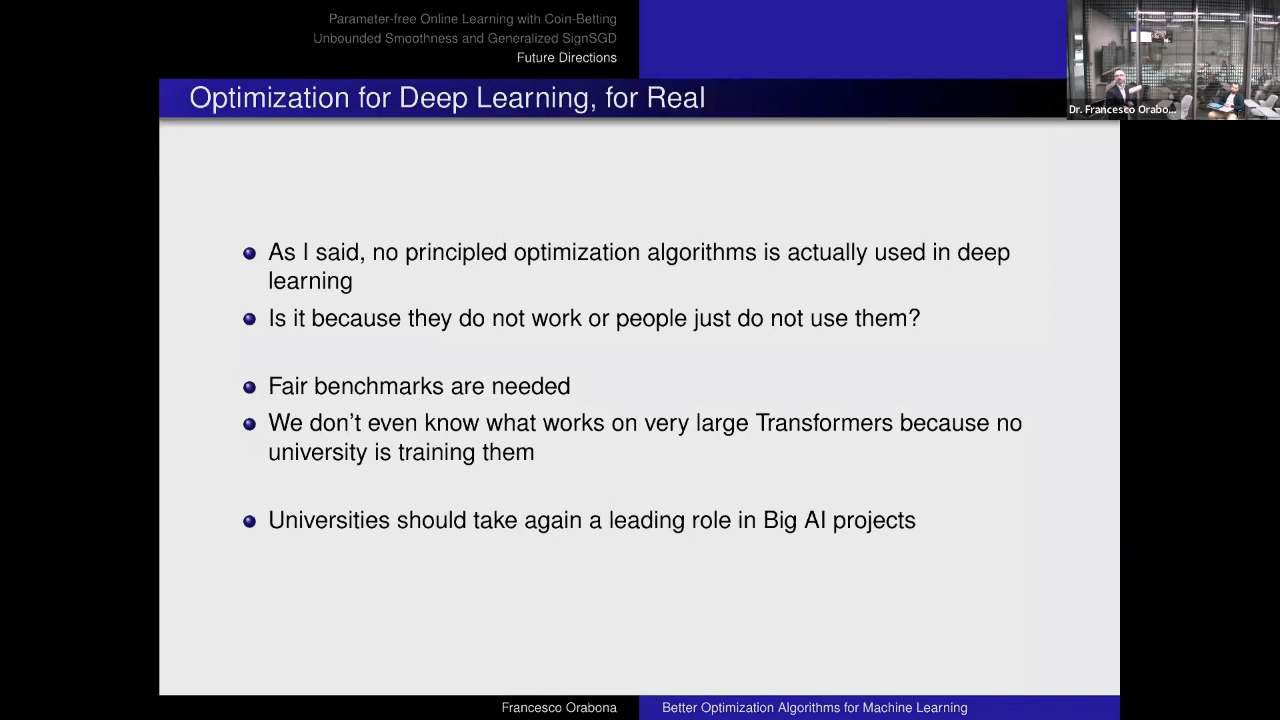 Parameter-free Online Learning with Coin-Betting
Unbounded Smoothness and Generalized SignSGD
Future Directions
Optimization for Deep Learning, for Real
Dr. Francesco Orabo...
As I said, no principled optimization algorithms is actually used in deep
learning
Is it because they do not work or people just do not use them?
Fair benchmarks are needed
We don't even know what works on very large Transformers because no
university is training them
Universities should take again a leading role in Big AI projects
Francesco Orabona
Better Optimization Algorithms for Machine Learning